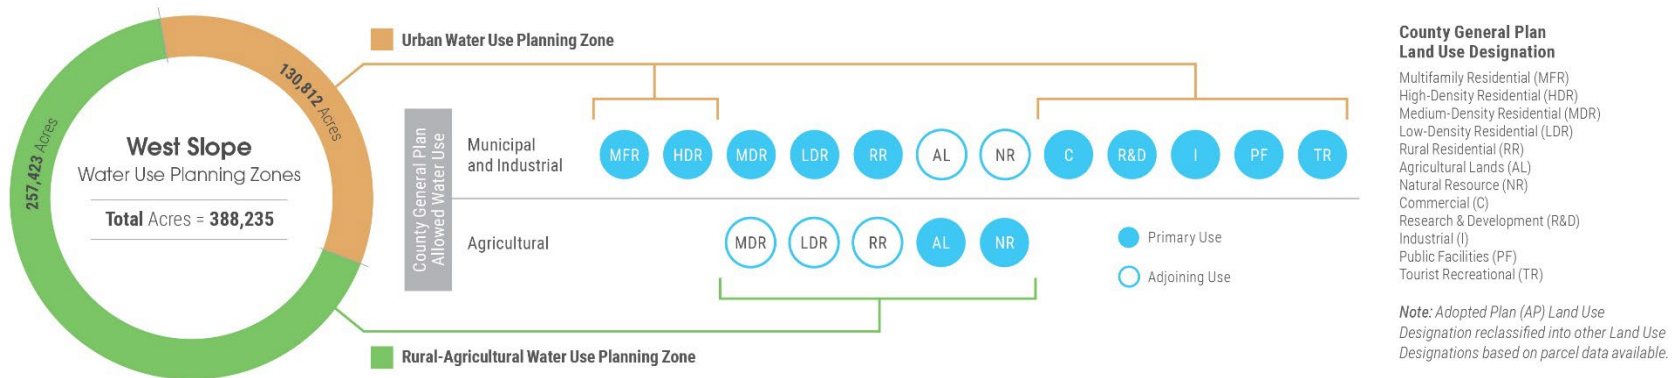 257,423 Acres
130,812 Acres
West Slope
Water Use Planning Zones
Total Acres = 388,235
Urban Water Use Planning Zone
County General Plan
Allowed Water Use
Municipal
and Industrial
MFR HDR MDR LDR RR AL NR C R&D I PF TR
Agricultural
MDR LDR RR AL NR
Primary Use
Adjoining Use
Rural-Agricultural Water Use Planning Zone
County General Plan
Land Use Designation
Multifamily Residential (MFR)
High-Density Residential (HDR)
Medium-Density Residential (MDR)
Low-Density Residential (LDR)
Rural Residential (RR)
Agricultural Lands (AL)
Natural Resource (NR)
Commercial (C)
Research & Development (R&D)
Industrial (I)
Public Facilities (PF)
Tourist Recreational (TR)
Note: Adopted Plan (AP) Land Use
Designation reclassified into other Land Use
Designations based on parcel data available.